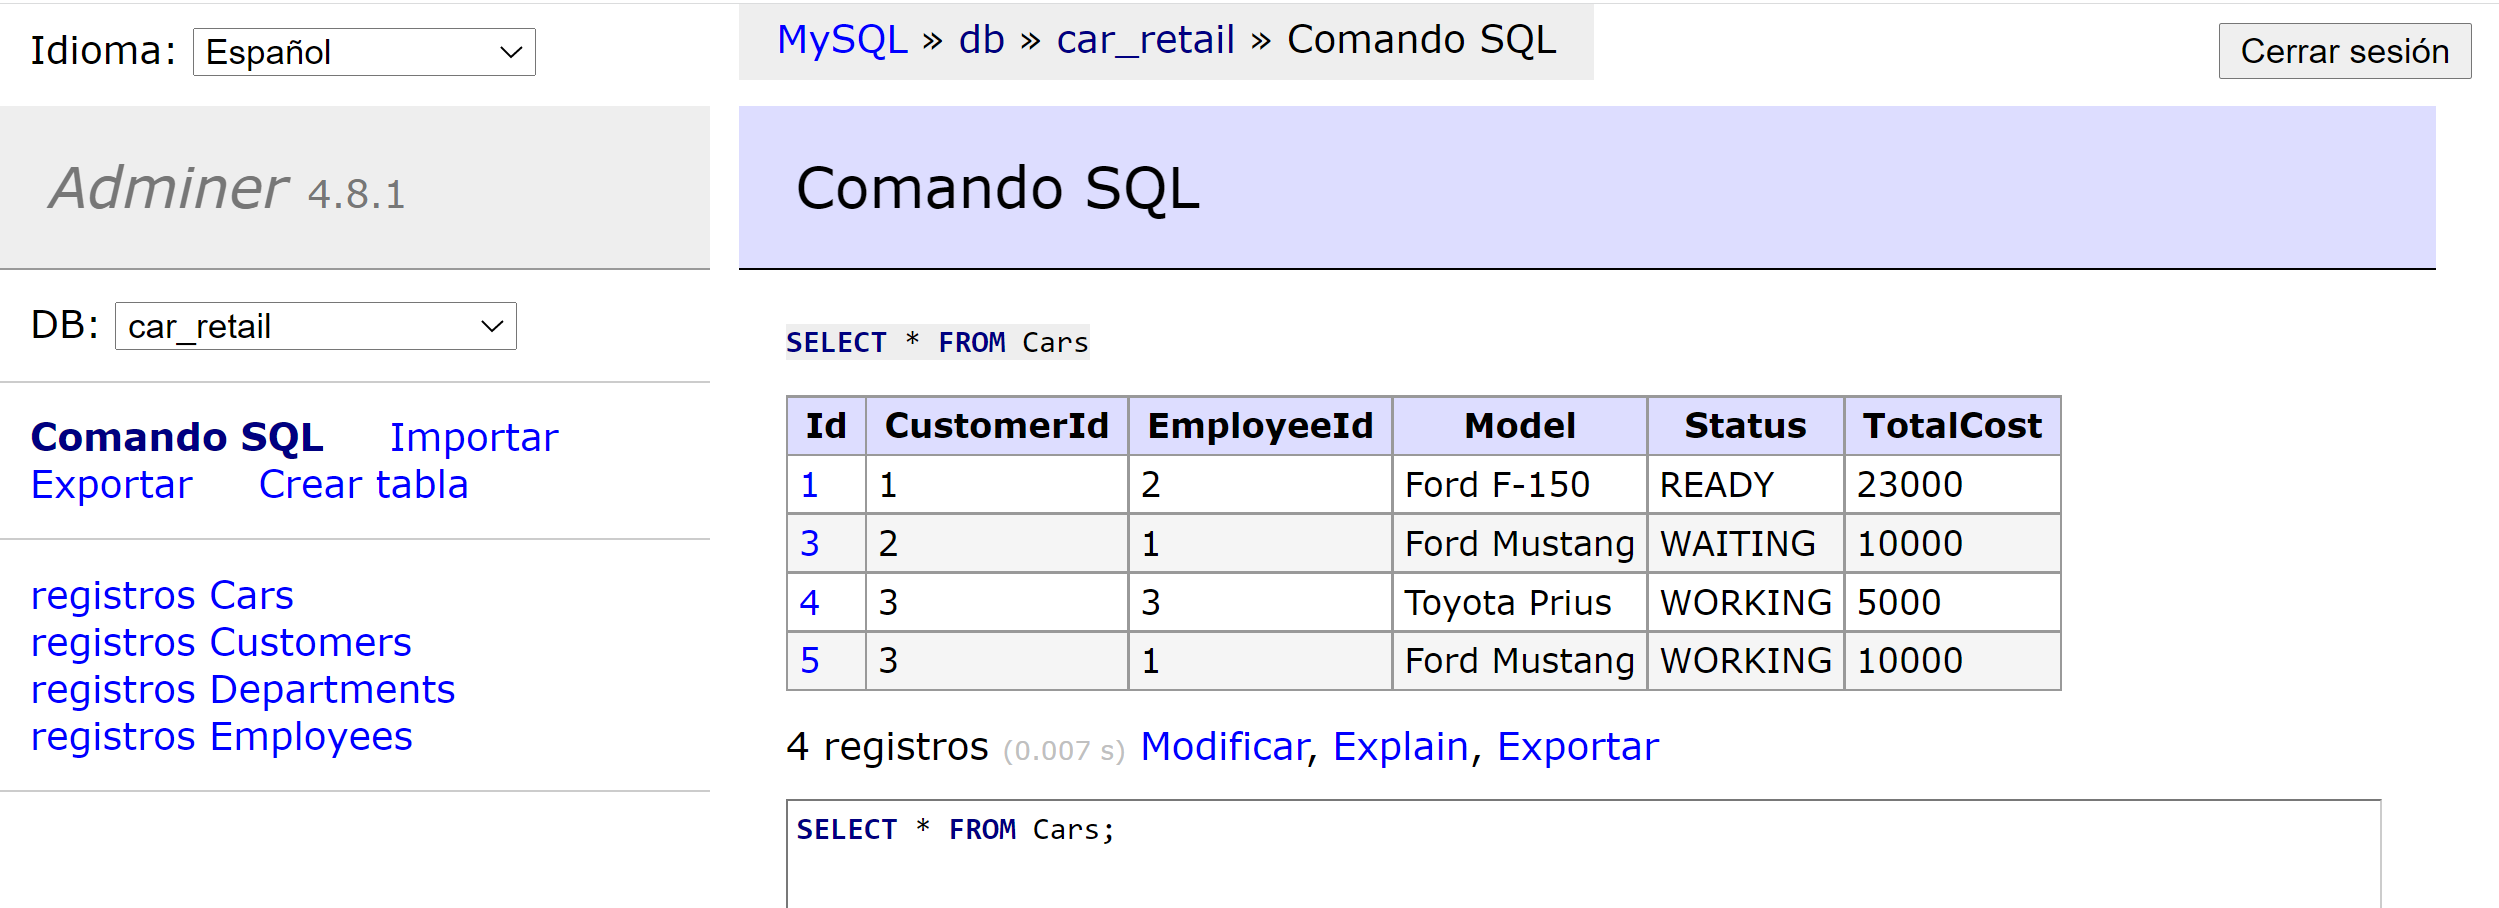 Idioma: Español
MySQL » db » car_retail » Comando SQL
Cerrar sesión
Adminer 4.8.1
Comando SQL
DB: car_retail
Comando SQL Importar
Exportar Crear tabla
registros Cars
registros Customers
registros Departments
registros Employees
SELECT * FROM Cars
Id CustomerId EmployeeId Model Status TotalCost
1 1 2 Ford F-150 READY 23000
3 2 1 Ford Mustang WAITING 10000
4 3 3 Toyota Prius WORKING 5000
5 3 1 Ford Mustang WORKING 10000
4 registros (0.007 s) Modificar, Explain, Exportar
SELECT * FROM Cars;